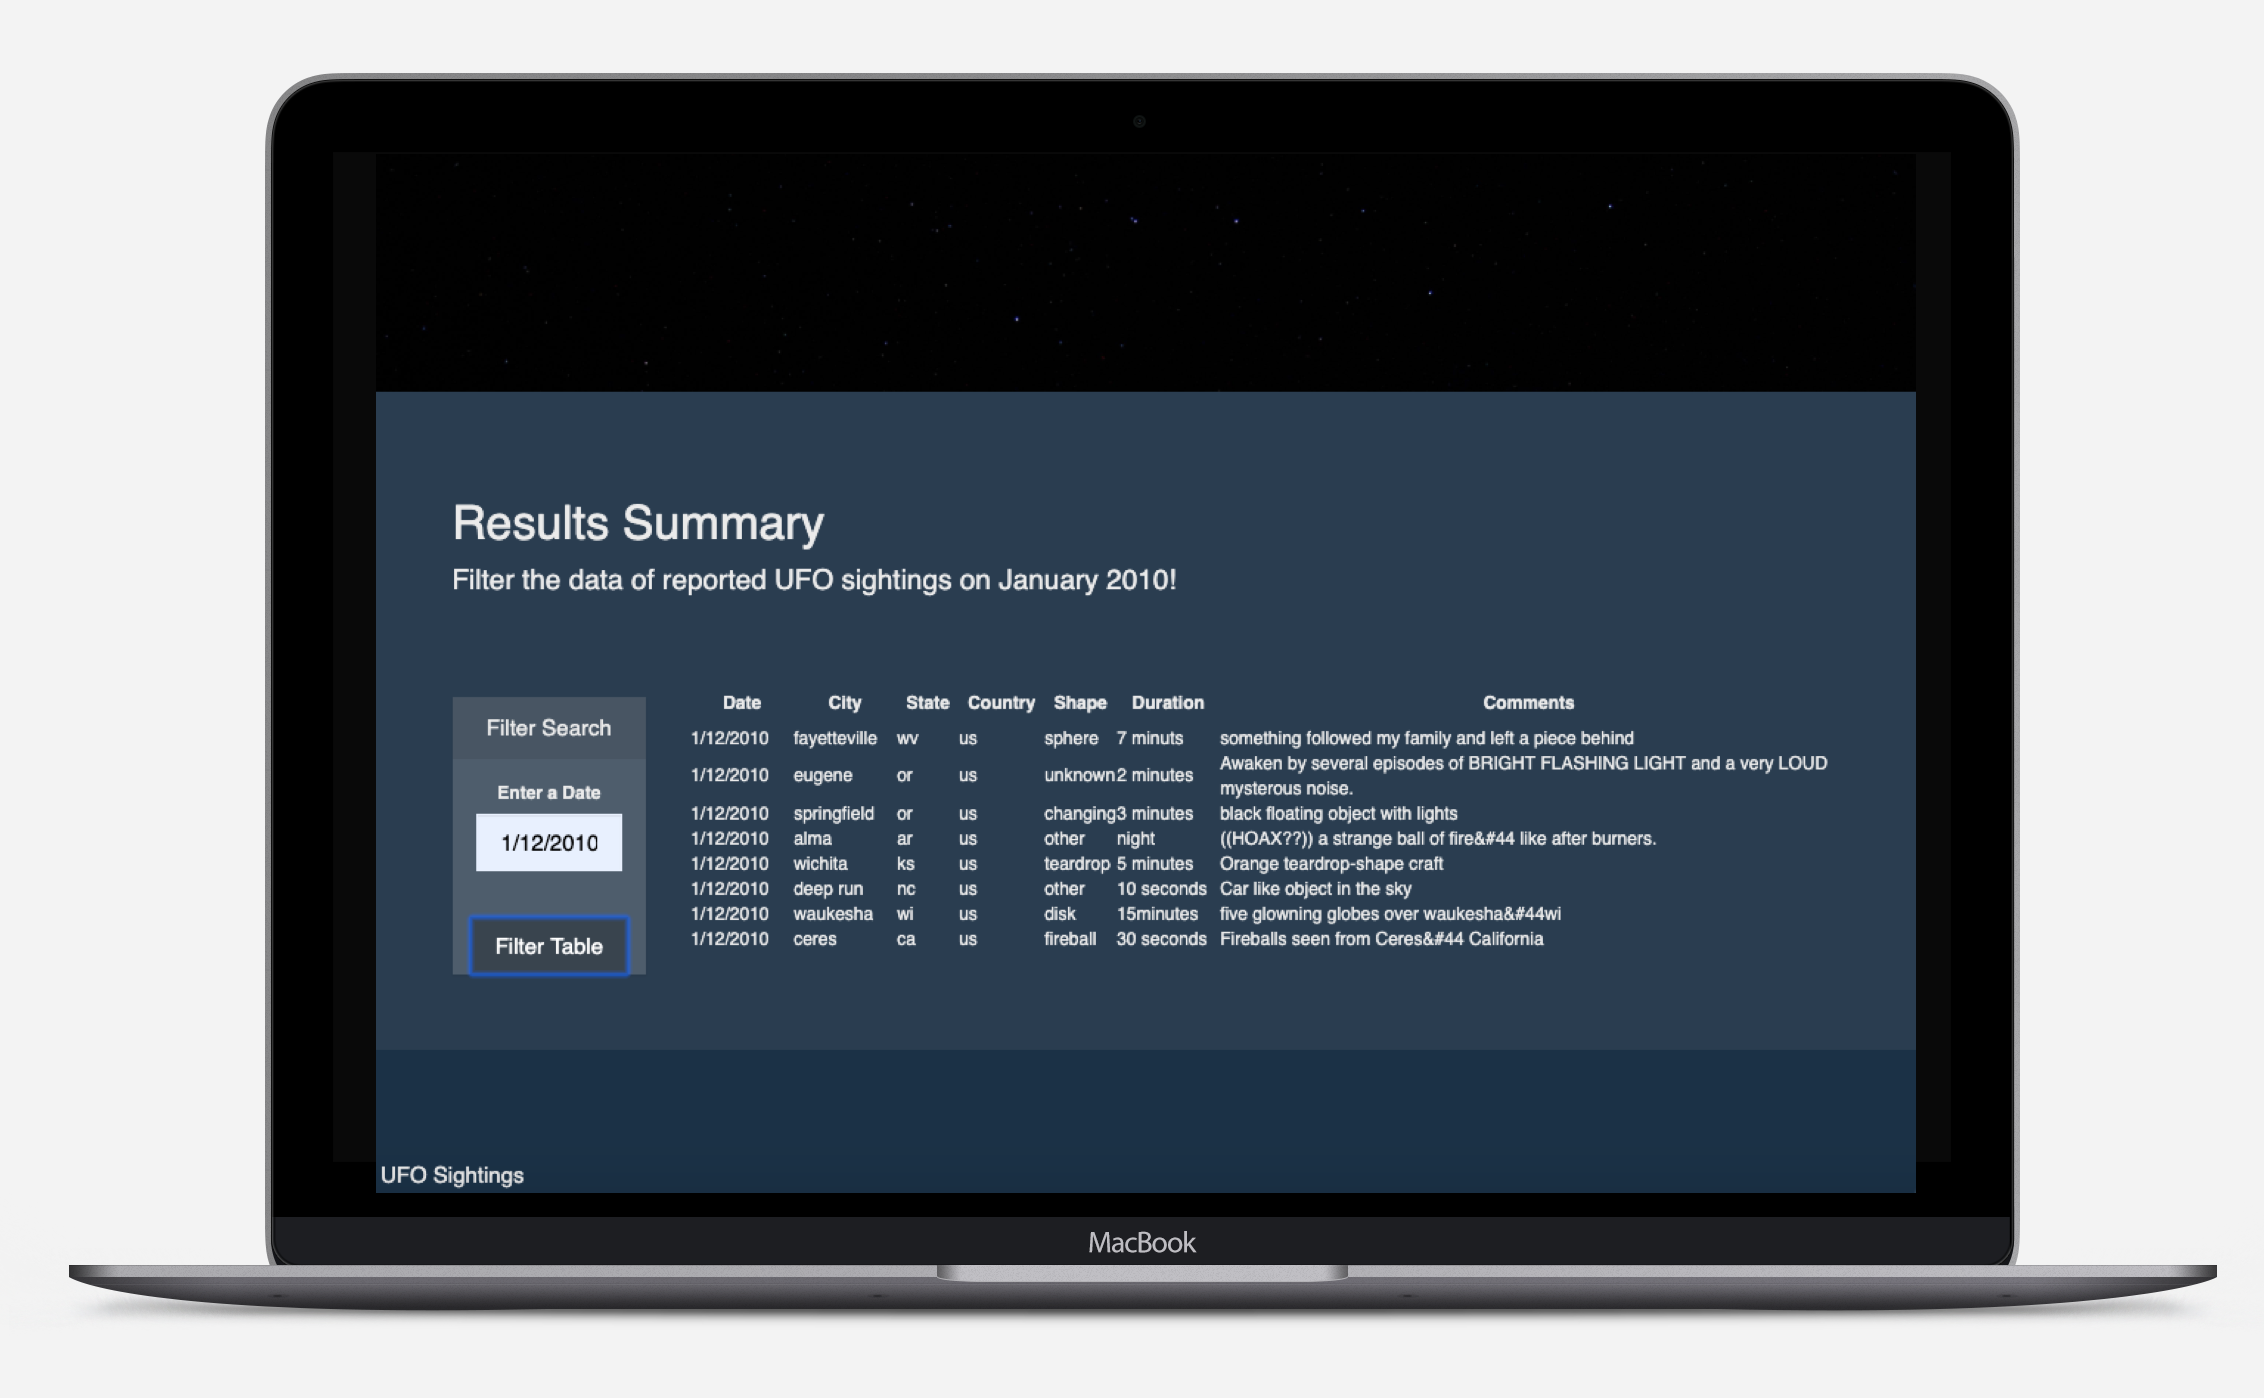 Results Summary
Filter the data of reported UFO sightings on January 2010!
Filter Search
Enter a Date
1/12/2010
Filter Table
Date City State Country Shape Duration Comments
1/12/2010 fayetteville wv us sphere 7 minuts something followed my family and left a piece behind
1/12/2010 eugene or us unknown 2 minutes Awaken by several episodes of BRIGHT FLASHING LIGHT and a very LOUD
mysterous noise.
1/12/2010 springfield or us changing 3 minutes black floating object with lights
1/12/2010 alma ar us other night ((HOAX??)) a strange ball of fire&#44 like after burners.
1/12/2010 wichita ks us teardrop 5 minutes Orange teardrop-shape craft
1/12/2010 deep run nc us other 10 seconds Car like object in the sky
1/12/2010 waukesha wi us disk 15minutes five glowning globes over waukesha&#44wi
1/12/2010 ceres ca us fireball 30 seconds Fireballs seen from Ceres&#44 California
UFO Sightings
MacBook